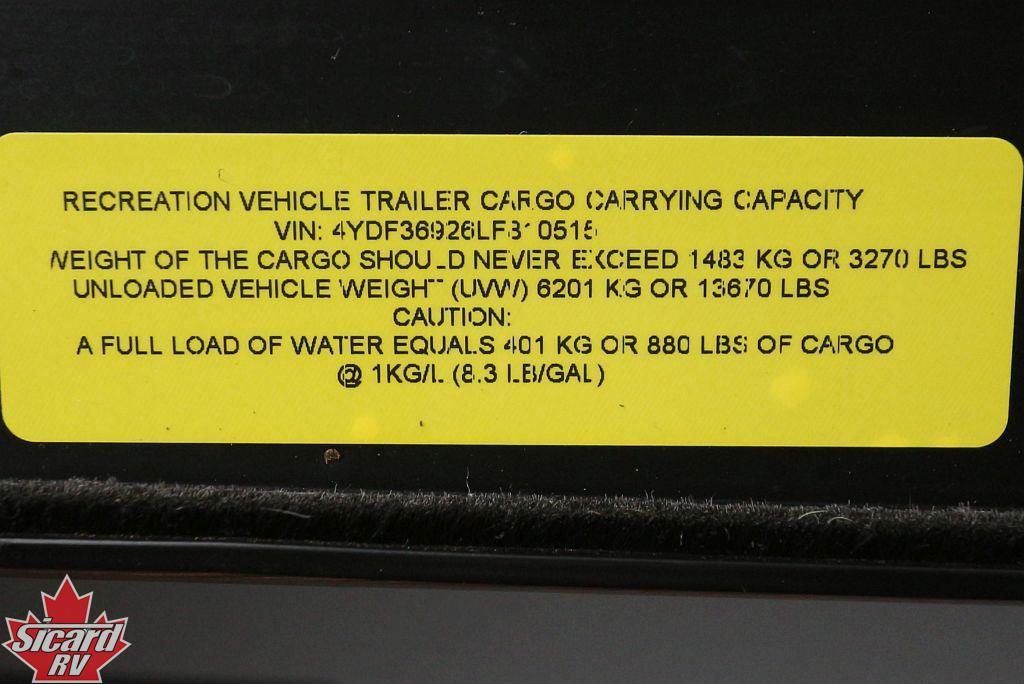 RECREATION VEHICLE TRAILER CARGO CARRYING CAPACITY
VIN: 4YDF36926LF810515
WEIGHT OF THE CARGO SHOULD NEVER EXCEED 1483 KG OR 3270 LBS
UNLOADED VEHICLE WEIGHT (UVW) 6201 KG OR 13670 LBS
CAUTION:
A FULL LOAD OF WATER EQUALS 401 KG OR 880 LBS OF CARGO
@ 1KG/L (8.3 LB/GAL)
Sicard
RV